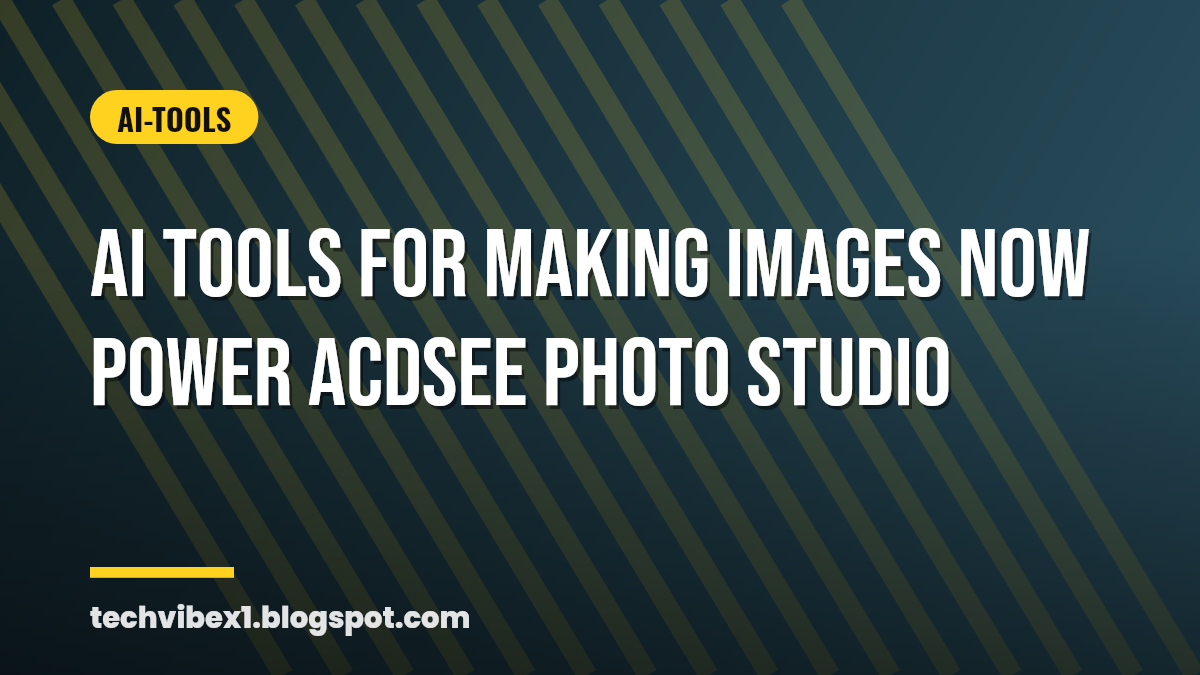 AI-TOOLS
AI TOOLS FOR MAKING IMAGES NOW
POWER ACDSEE PHOTO STUDIO
techvibex1.blogspot.com